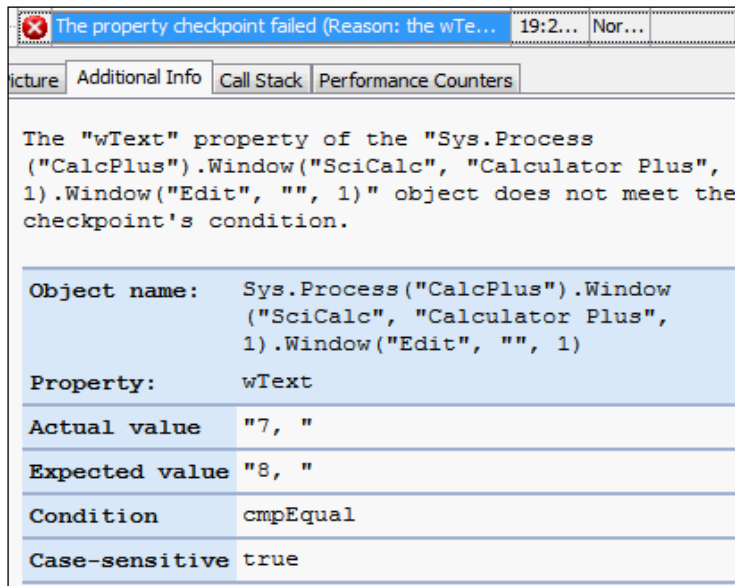 The property checkpoint failed (Reason: the wTe... 19:2... Nor...
icture Additional Info Call Stack Performance Counters
The "wText" property of the "Sys.Process
("CalcPlus").Window("SciCalc", "Calculator Plus",
1).Window("Edit", "", 1)" object does not meet the
checkpoint's condition.
Object name: Sys.Process("CalcPlus").Window
("SciCalc", "Calculator Plus",
1).Window("Edit", "", 1)
Property: wText
Actual value "7, "
Expected value "8, "
Condition cmpEqual
Case-sensitive true